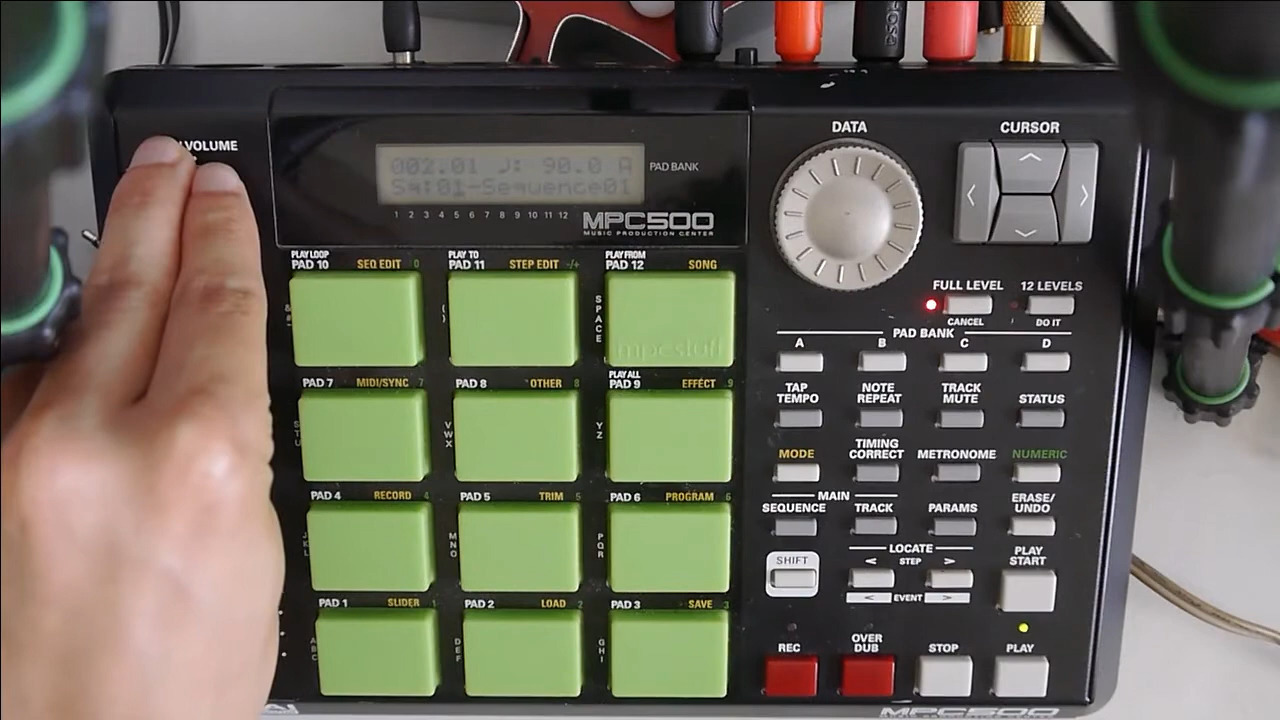 VOLUME
002.01 ♩: 90.0 A
Sq:01-Sequence01
PAD BANK
1 2 3 4 5 6 7 8 9 10 11 12
MPC500
MUSIC PRODUCTION CENTER
DATA
CURSOR
PLAY LOOP
PAD 10 SEQ EDIT 0
PLAY TO
PAD 11 STEP EDIT -/+
PLAY FROM
PAD 12 SONG
SPACE
mpcstuff
FULL LEVEL
CANCEL
12 LEVELS
DO IT
PAD BANK
A B C D
PAD 7 MIDI/SYNC 7
PAD 8 OTHER 8
PLAY ALL
PAD 9 EFFECT 9
STU
VWX
YZ
TAP TEMPO
NOTE REPEAT
TRACK MUTE
STATUS
MODE
TIMING CORRECT
METRONOME
NUMERIC
PAD 4 RECORD 4
PAD 5 TRIM 5
PAD 6 PROGRAM 6
JKL
MNO
PQR
MAIN
SEQUENCE
TRACK
PARAMS
ERASE/
UNDO
SHIFT
LOCATE
< STEP >
< EVENT >
PLAY
START
PAD 1 SLIDER 1
PAD 2 LOAD 2
PAD 3 SAVE 3
ABC
DEF
GHI
REC
OVER
DUB
STOP
PLAY
MPC500